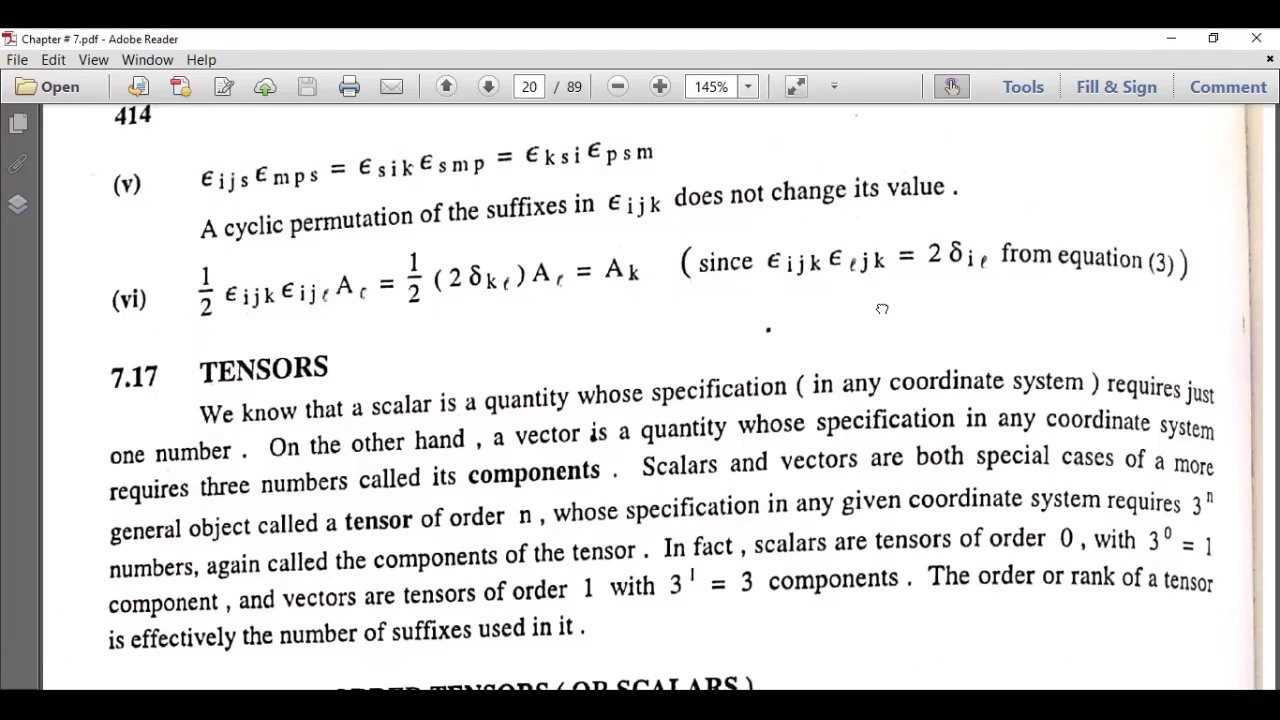 Chapter # 7.pdf - Adobe Reader
File Edit View Window Help
Open 20 / 89 145% Tools Fill & Sign Comment
414
(v) ϵ i j s ϵ m p s = ϵ s i k ϵ s m p = ϵ k s i ϵ p s m
A cyclic permutation of the suffixes in ϵ i j k does not change its value .
(vi) 1/2 ϵ i j k ϵ i j ℓ A ℓ = 1/2 ( 2 δ k ℓ ) A ℓ = A k ( since ϵ i j k ϵ ℓ j k = 2 δ i ℓ from equation (3) )
7.17 TENSORS
We know that a scalar is a quantity whose specification ( in any coordinate system ) requires just
one number . On the other hand , a vector is a quantity whose specification in any coordinate system
requires three numbers called its components . Scalars and vectors are both special cases of a more
general object called a tensor of order n , whose specification in any given coordinate system requires 3^n
numbers, again called the components of the tensor . In fact , scalars are tensors of order 0 , with 3^0 = 1
component , and vectors are tensors of order 1 with 3^1 = 3 components . The order or rank of a tensor
is effectively the number of suffixes used in it .
TENSORS ( OR SCALARS )